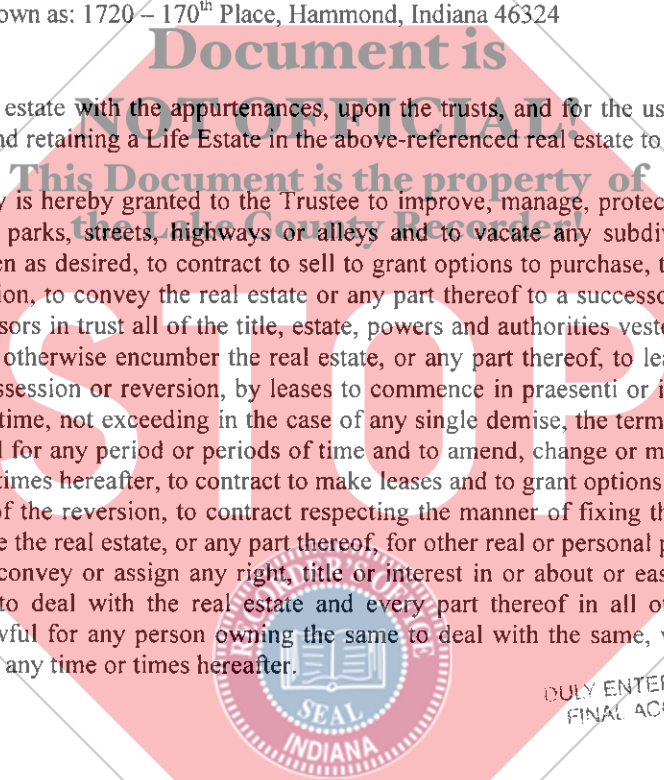 own as: 1720 – 170th Place, Hammond, Indiana 46324
Document is
estate with the appurtenances, upon the trusts, and for the us
NOT OFFICIAL!
nd retaining a Life Estate in the above-referenced real estate to
This Document is the property of
y is hereby granted to the Trustee to improve, manage, protec
the Lake County Recorder!
parks, streets, highways or alleys and to vacate any subdiv
en as desired, to contract to sell to grant options to purchase, t
ion, to convey the real estate or any part thereof to a successo
sors in trust all of the title, estate, powers and authorities veste
otherwise encumber the real estate, or any part thereof, to lea
ssession or reversion, by leases to commence in praesenti or i
STOP
time, not exceeding in the case of any single demise, the term
l for any period or periods of time and to amend, change or m
times hereafter, to contract to make leases and to grant options
of the reversion, to contract respecting the manner of fixing th
e the real estate, or any part thereof, for other real or personal p
convey or assign any right, title or interest in or about or eas
to deal with the real estate and every part thereof in all ot
wful for any person owning the same to deal with the same, v
any time or times hereafter.
RECORDER'S OFFICE
SEAL
INDIANA
DULY ENTER
FINAL ACC